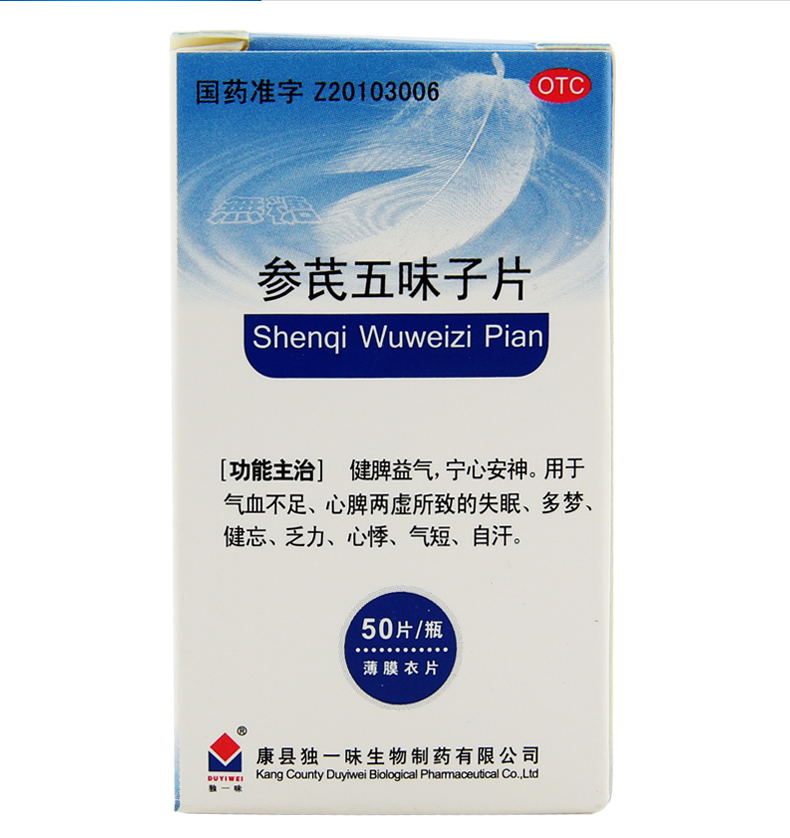 国药准字 Z20103006
OTC
無糖
参芪五味子片
Shenqi Wuweizi Pian
[功能主治] 健脾益气，宁心安神。用于
气血不足、心脾两虚所致的失眠、多梦、
健忘、乏力、心悸、气短、自汗。
50片/瓶
薄膜衣片
®
DUYIWEI
独一味
康县独一味生物制药有限公司
Kang County Duyiwei Biological Pharmaceutical Co.,Ltd